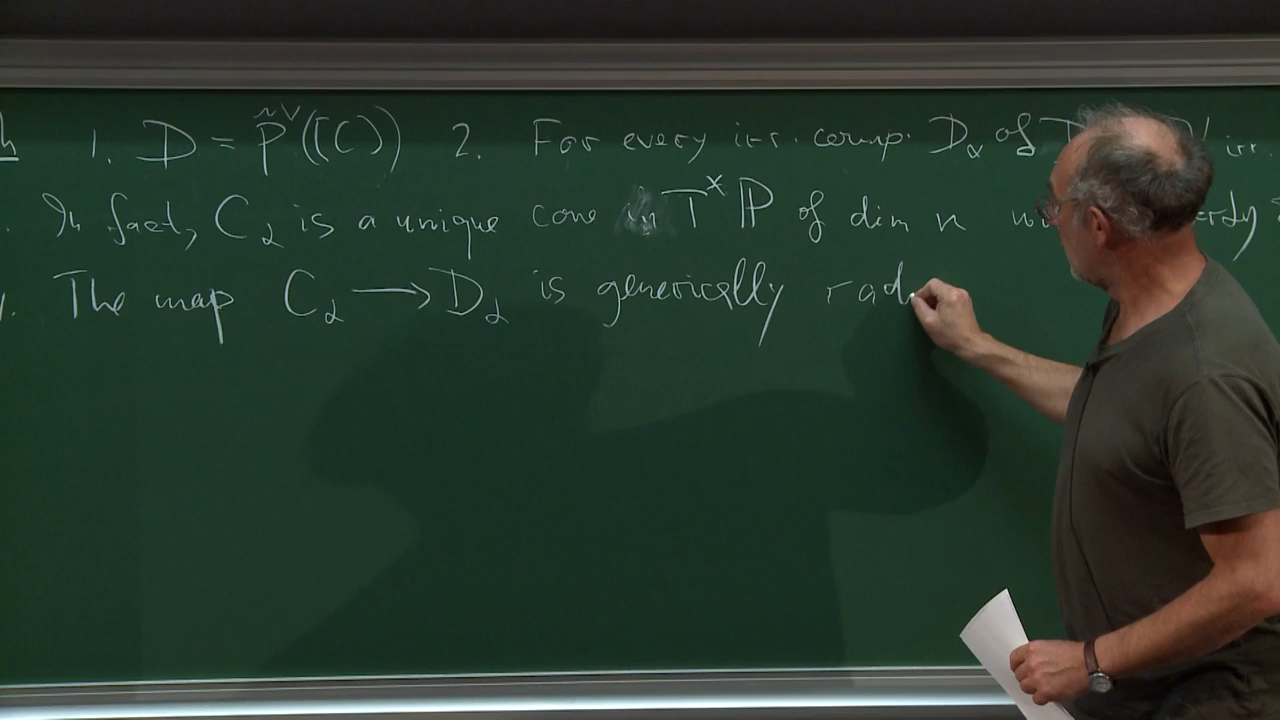 h 1. D = p̃^∨(ℙ(C)) 2. For every irr. comp. D_α of irr.
. In fact, C_α is a unique cone in T^x ℙ of dim n
. The map C_α ⟶ D_α is generically rad